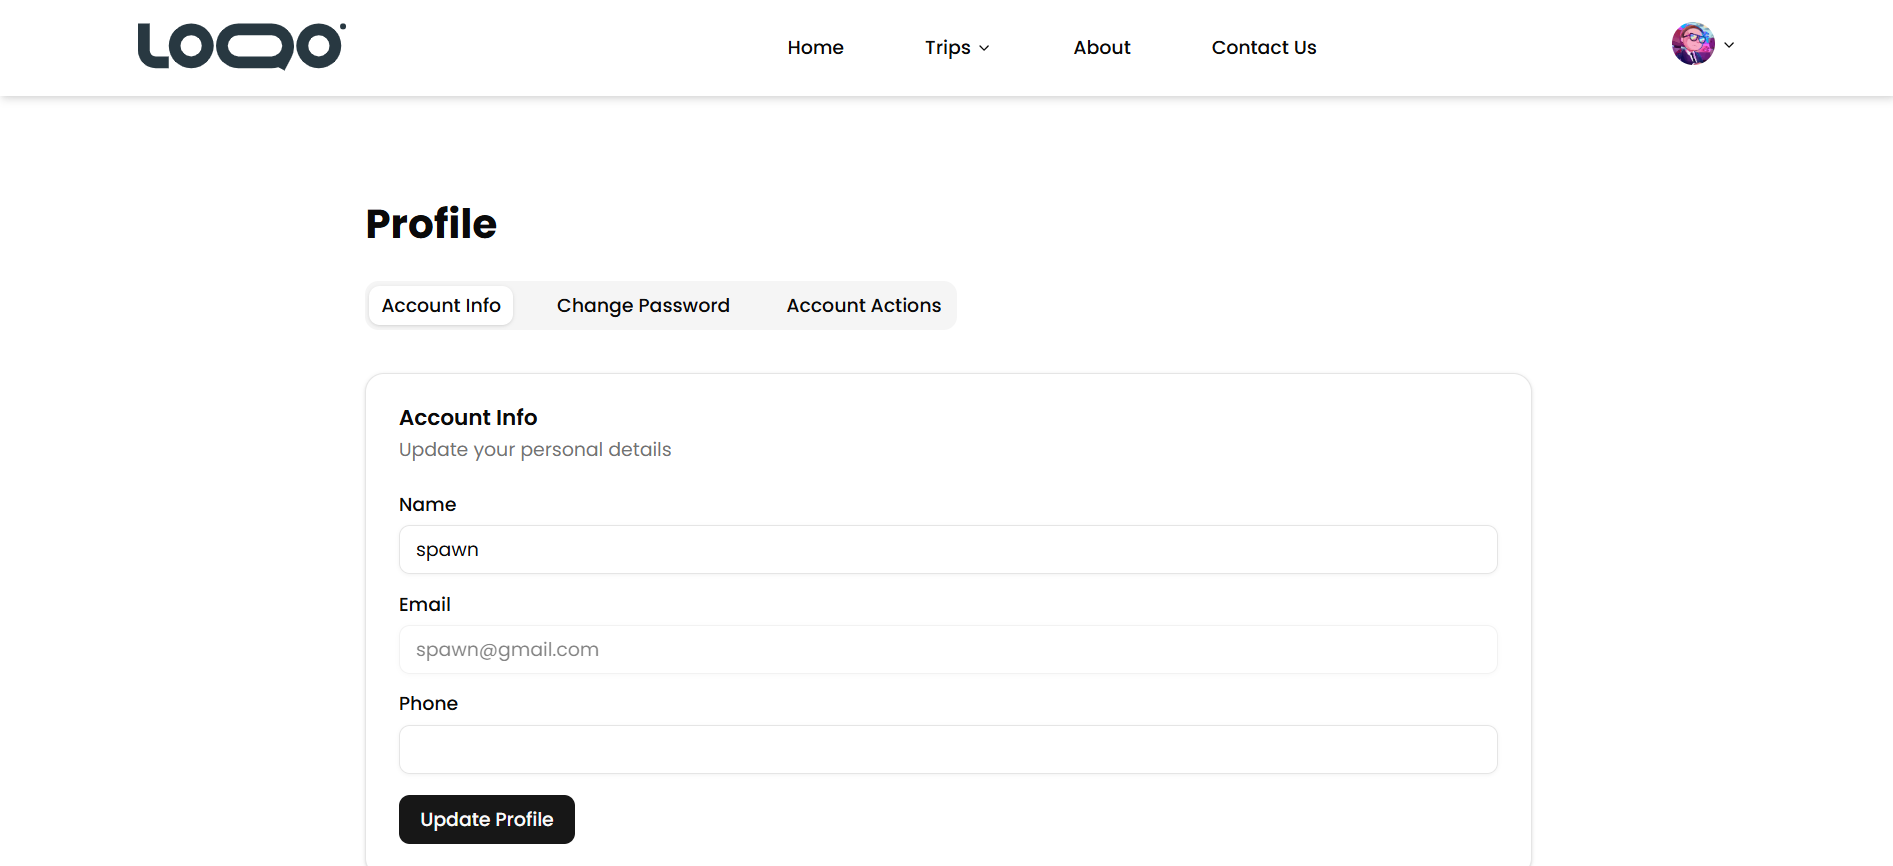 LOQO
Home Trips About Contact Us
Profile
Account Info Change Password Account Actions
Account Info
Update your personal details
Name
spawn
Email
spawn@gmail.com
Phone
Update Profile